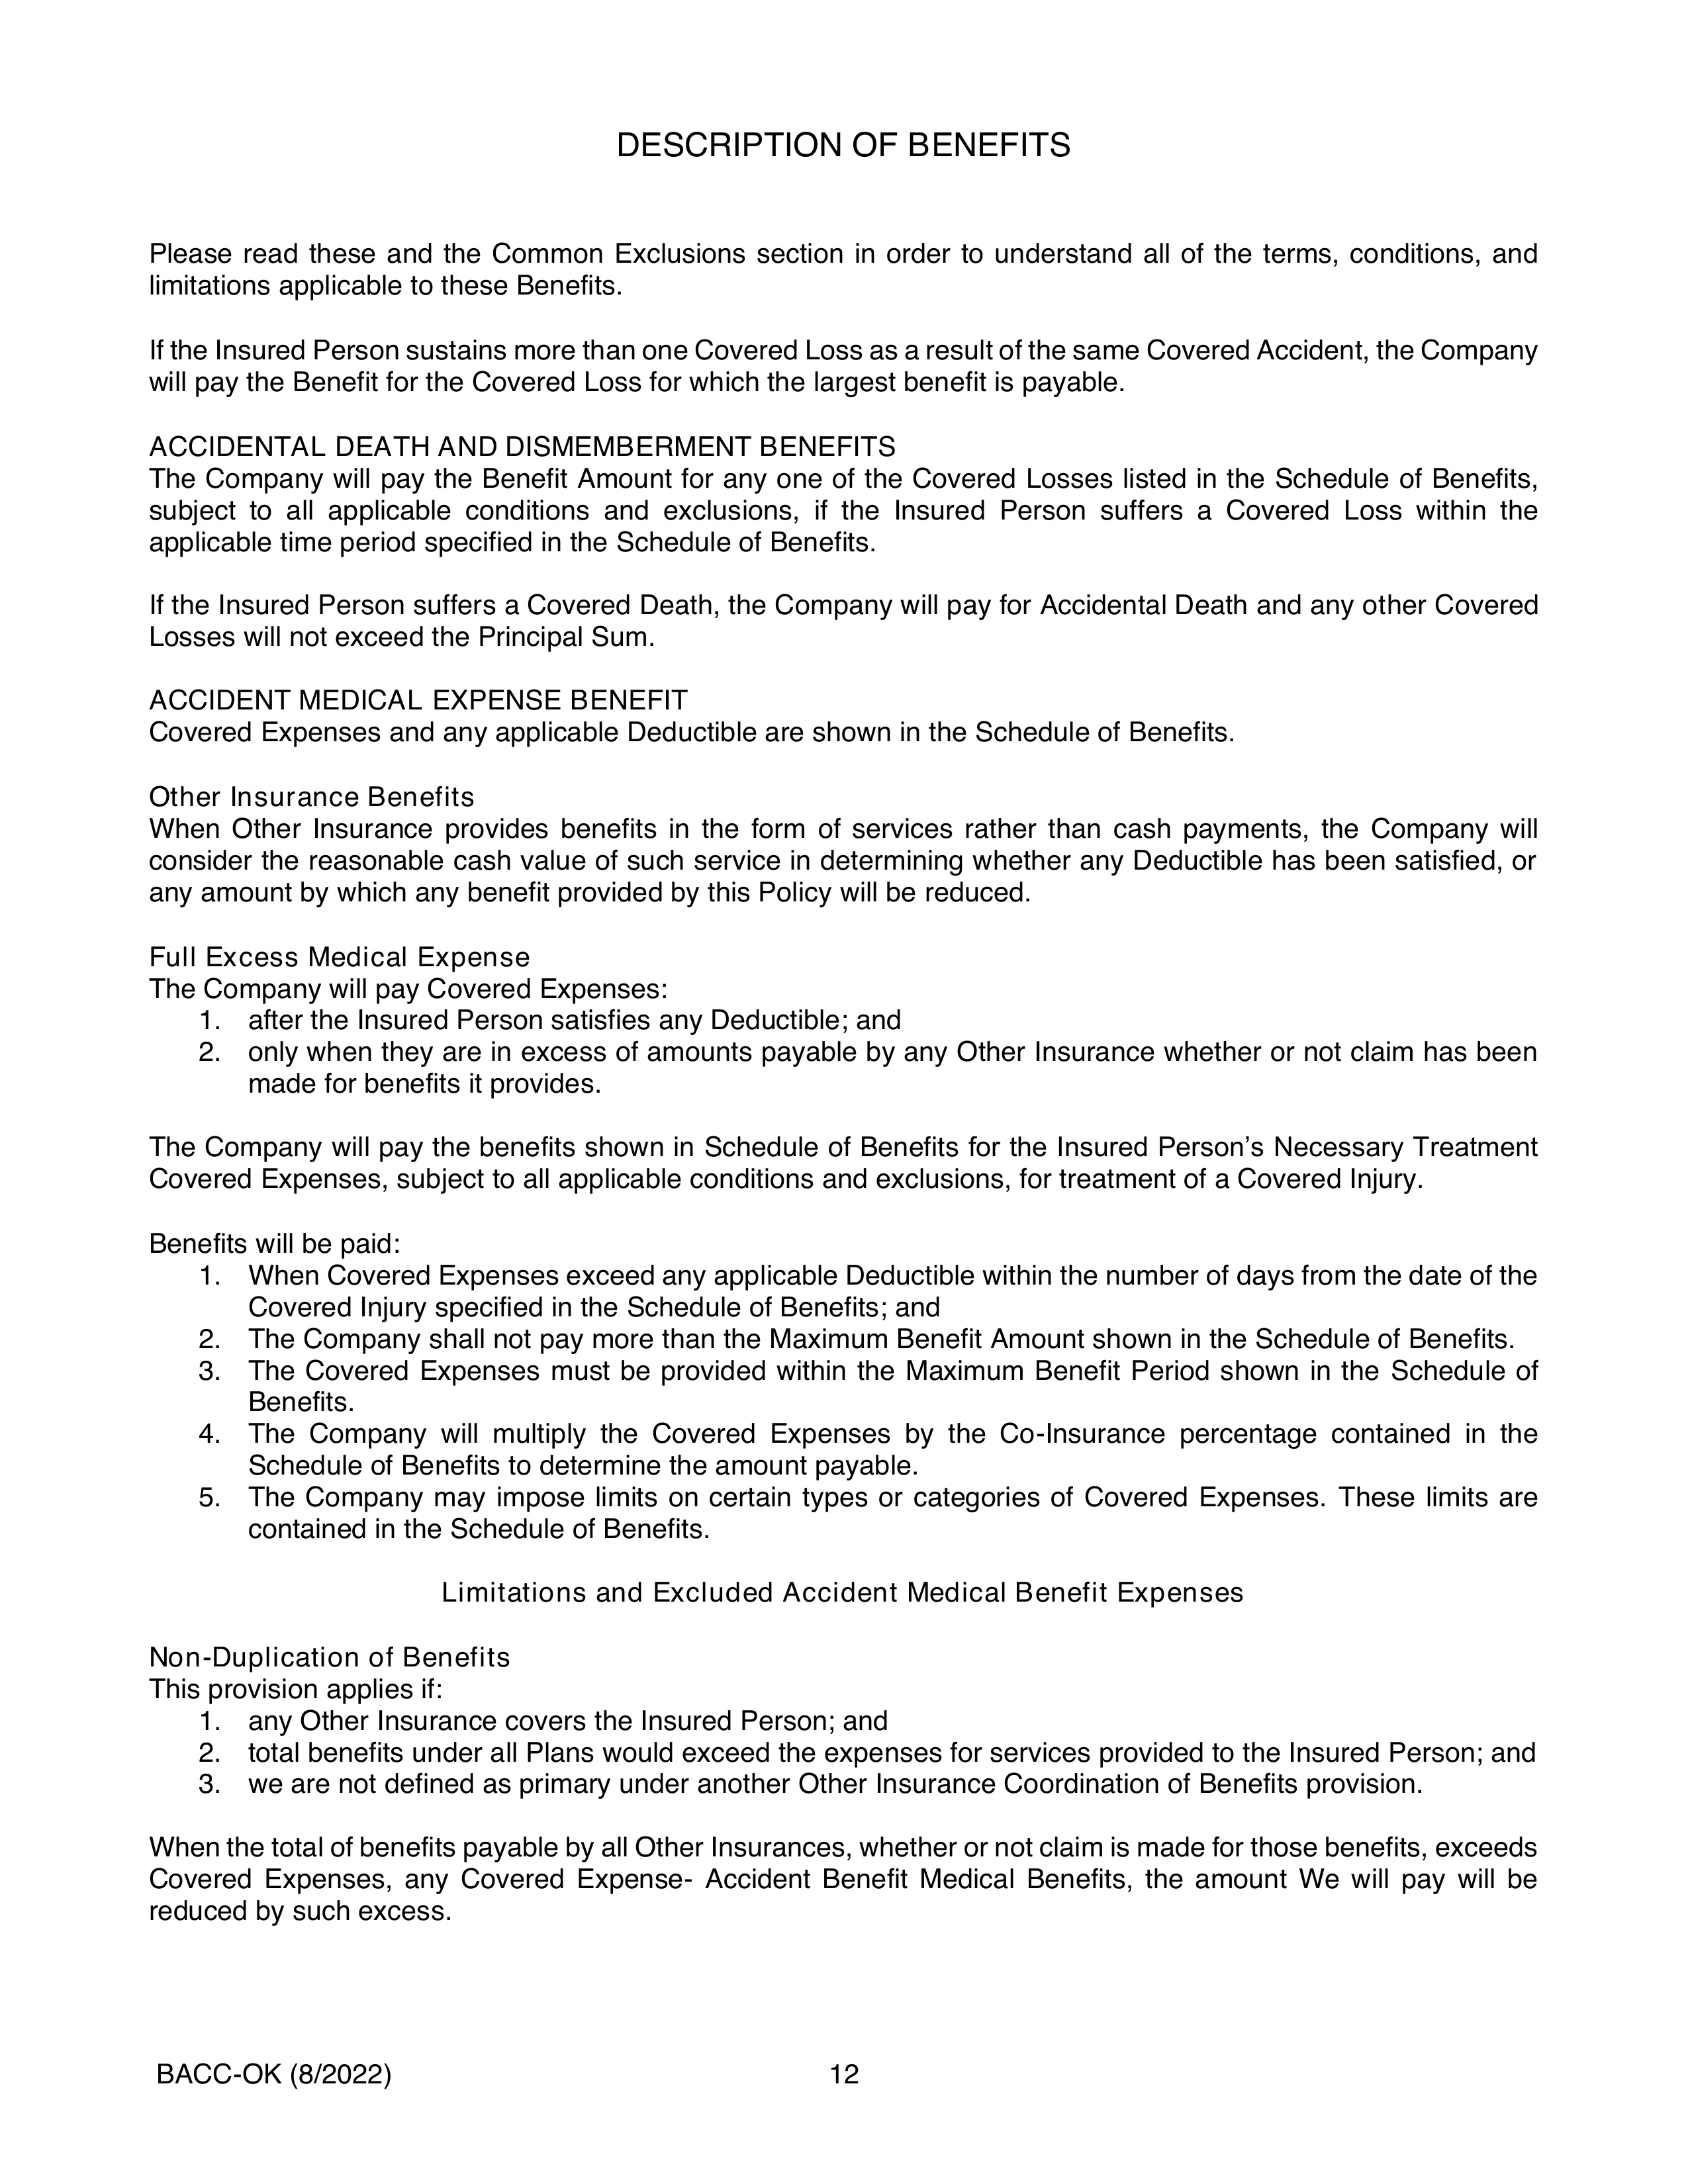 DESCRIPTION OF BENEFITS
Please read these and the Common Exclusions section in order to understand all of the terms, conditions, and
limitations applicable to these Benefits.
If the Insured Person sustains more than one Covered Loss as a result of the same Covered Accident, the Company
will pay the Benefit for the Covered Loss for which the largest benefit is payable.
ACCIDENTAL DEATH AND DISMEMBERMENT BENEFITS
The Company will pay the Benefit Amount for any one of the Covered Losses listed in the Schedule of Benefits,
subject to all applicable conditions and exclusions, if the Insured Person suffers a Covered Loss within the
applicable time period specified in the Schedule of Benefits.
If the Insured Person suffers a Covered Death, the Company will pay for Accidental Death and any other Covered
Losses will not exceed the Principal Sum.
ACCIDENT MEDICAL EXPENSE BENEFIT
Covered Expenses and any applicable Deductible are shown in the Schedule of Benefits.
Other Insurance Benefits
When Other Insurance provides benefits in the form of services rather than cash payments, the Company will
consider the reasonable cash value of such service in determining whether any Deductible has been satisfied, or
any amount by which any benefit provided by this Policy will be reduced.
Full Excess Medical Expense
The Company will pay Covered Expenses:
1. after the Insured Person satisfies any Deductible; and
2. only when they are in excess of amounts payable by any Other Insurance whether or not claim has been
made for benefits it provides.
The Company will pay the benefits shown in Schedule of Benefits for the Insured Person’s Necessary Treatment
Covered Expenses, subject to all applicable conditions and exclusions, for treatment of a Covered Injury.
Benefits will be paid:
1. When Covered Expenses exceed any applicable Deductible within the number of days from the date of the
Covered Injury specified in the Schedule of Benefits; and
2. The Company shall not pay more than the Maximum Benefit Amount shown in the Schedule of Benefits.
3. The Covered Expenses must be provided within the Maximum Benefit Period shown in the Schedule of
Benefits.
4. The Company will multiply the Covered Expenses by the Co-Insurance percentage contained in the
Schedule of Benefits to determine the amount payable.
5. The Company may impose limits on certain types or categories of Covered Expenses. These limits are
contained in the Schedule of Benefits.
Limitations and Excluded Accident Medical Benefit Expenses
Non-Duplication of Benefits
This provision applies if:
1. any Other Insurance covers the Insured Person; and
2. total benefits under all Plans would exceed the expenses for services provided to the Insured Person; and
3. we are not defined as primary under another Other Insurance Coordination of Benefits provision.
When the total of benefits payable by all Other Insurances, whether or not claim is made for those benefits, exceeds
Covered Expenses, any Covered Expense- Accident Benefit Medical Benefits, the amount We will pay will be
reduced by such excess.
BACC-OK (8/2022) 12